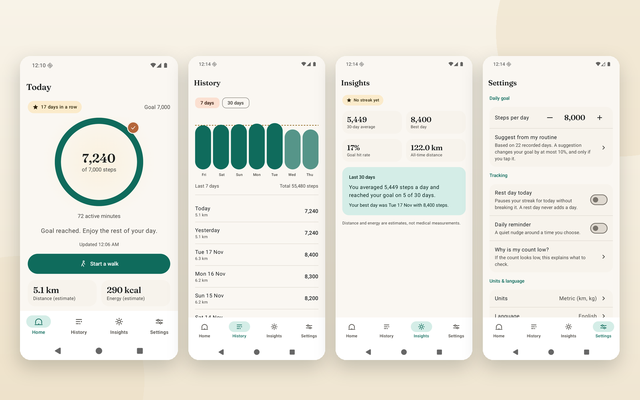 12:10
Today
17 days in a row
Goal 7,000
7,240
of 7,000 steps
72 active minutes
Goal reached. Enjoy the rest of your day.
Updated 12:06 AM
Start a walk
5.1 km
Distance (estimate)
290 kcal
Energy (estimate)
Home
History
Insights
Settings
12:14
History
7 days
30 days
Fri
Sat
Sun
Mon
Tue
Wed
Thu
Last 7 days
Total 55,480 steps
Today
7,240
5.1 km
Yesterday
7,240
5.1 km
Tue 17 Nov
8,400
6.3 km
Mon 16 Nov
8,300
6.2 km
Sun 15 Nov
8,200
6.2 km
Sat 14 Nov
Home
History
Insights
Settings
12:14
Insights
No streak yet
5,449
30-day average
8,400
Best day
17%
Goal hit rate
122.0 km
All-time distance
Last 30 days
You averaged 5,449 steps a day and
reached your goal on 5 of 30 days.
Your best day was Tue 17 Nov with 8,400 steps.
Distance and energy are estimates, not medical measurements.
Home
History
Insights
Settings
12:14
Settings
Daily goal
Steps per day
8,000
Suggest from my routine
Based on 22 recorded days. A suggestion
changes your goal by at most 10%, and only if
you tap it.
Tracking
Rest day today
Pauses your streak for today without
breaking it. A rest day never adds a day.
Daily reminder
A quiet nudge around a time you choose.
Why is my count low?
If the count looks low, this explains what to
check.
Units & language
Units
Metric (km, kg)
Language
English
Home
History
Insights
Settings